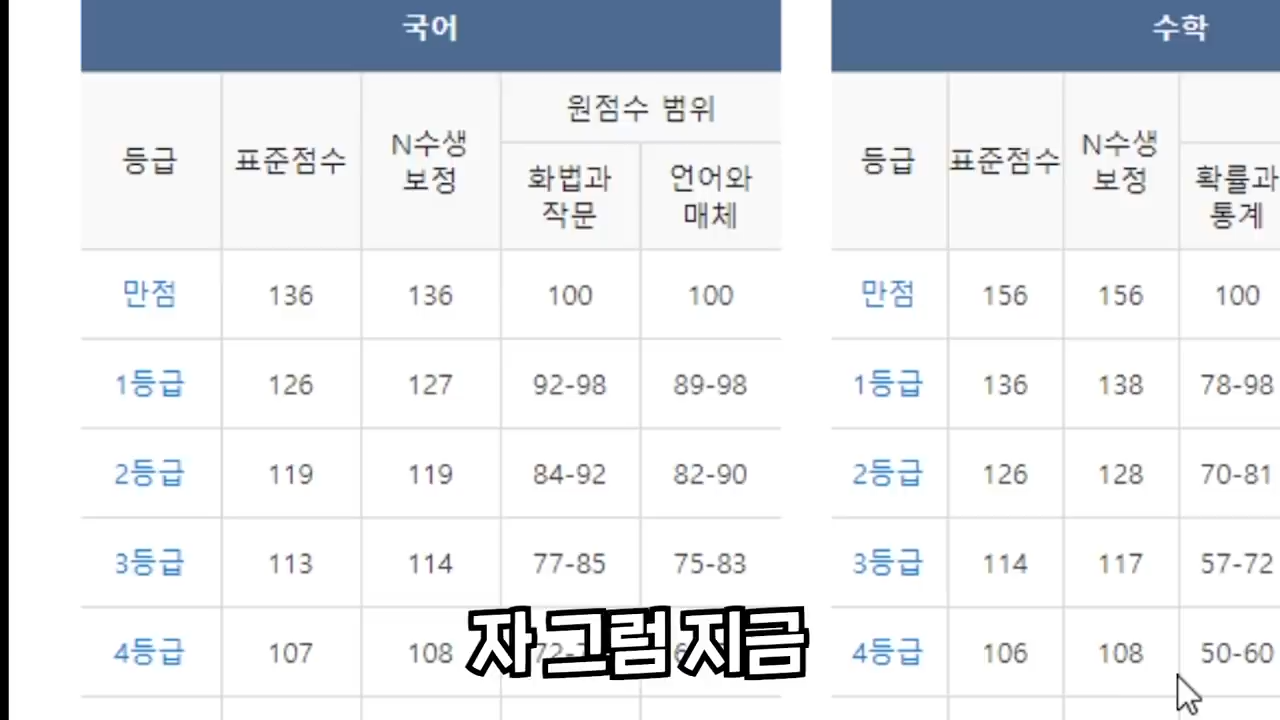 국어
등급 표준점수 N수생 보정 원점수 범위
화법과 작문 언어와 매체
만점 136 136 100 100
1등급 126 127 92-98 89-98
2등급 119 119 84-92 82-90
3등급 113 114 77-85 75-83
4등급 107 108
수학
등급 표준점수 N수생 보정
확률과 통계
만점 156 156 100
1등급 136 138 78-98
2등급 126 128 70-81
3등급 114 117 57-72
4등급 106 108 50-60
자 그럼 지금